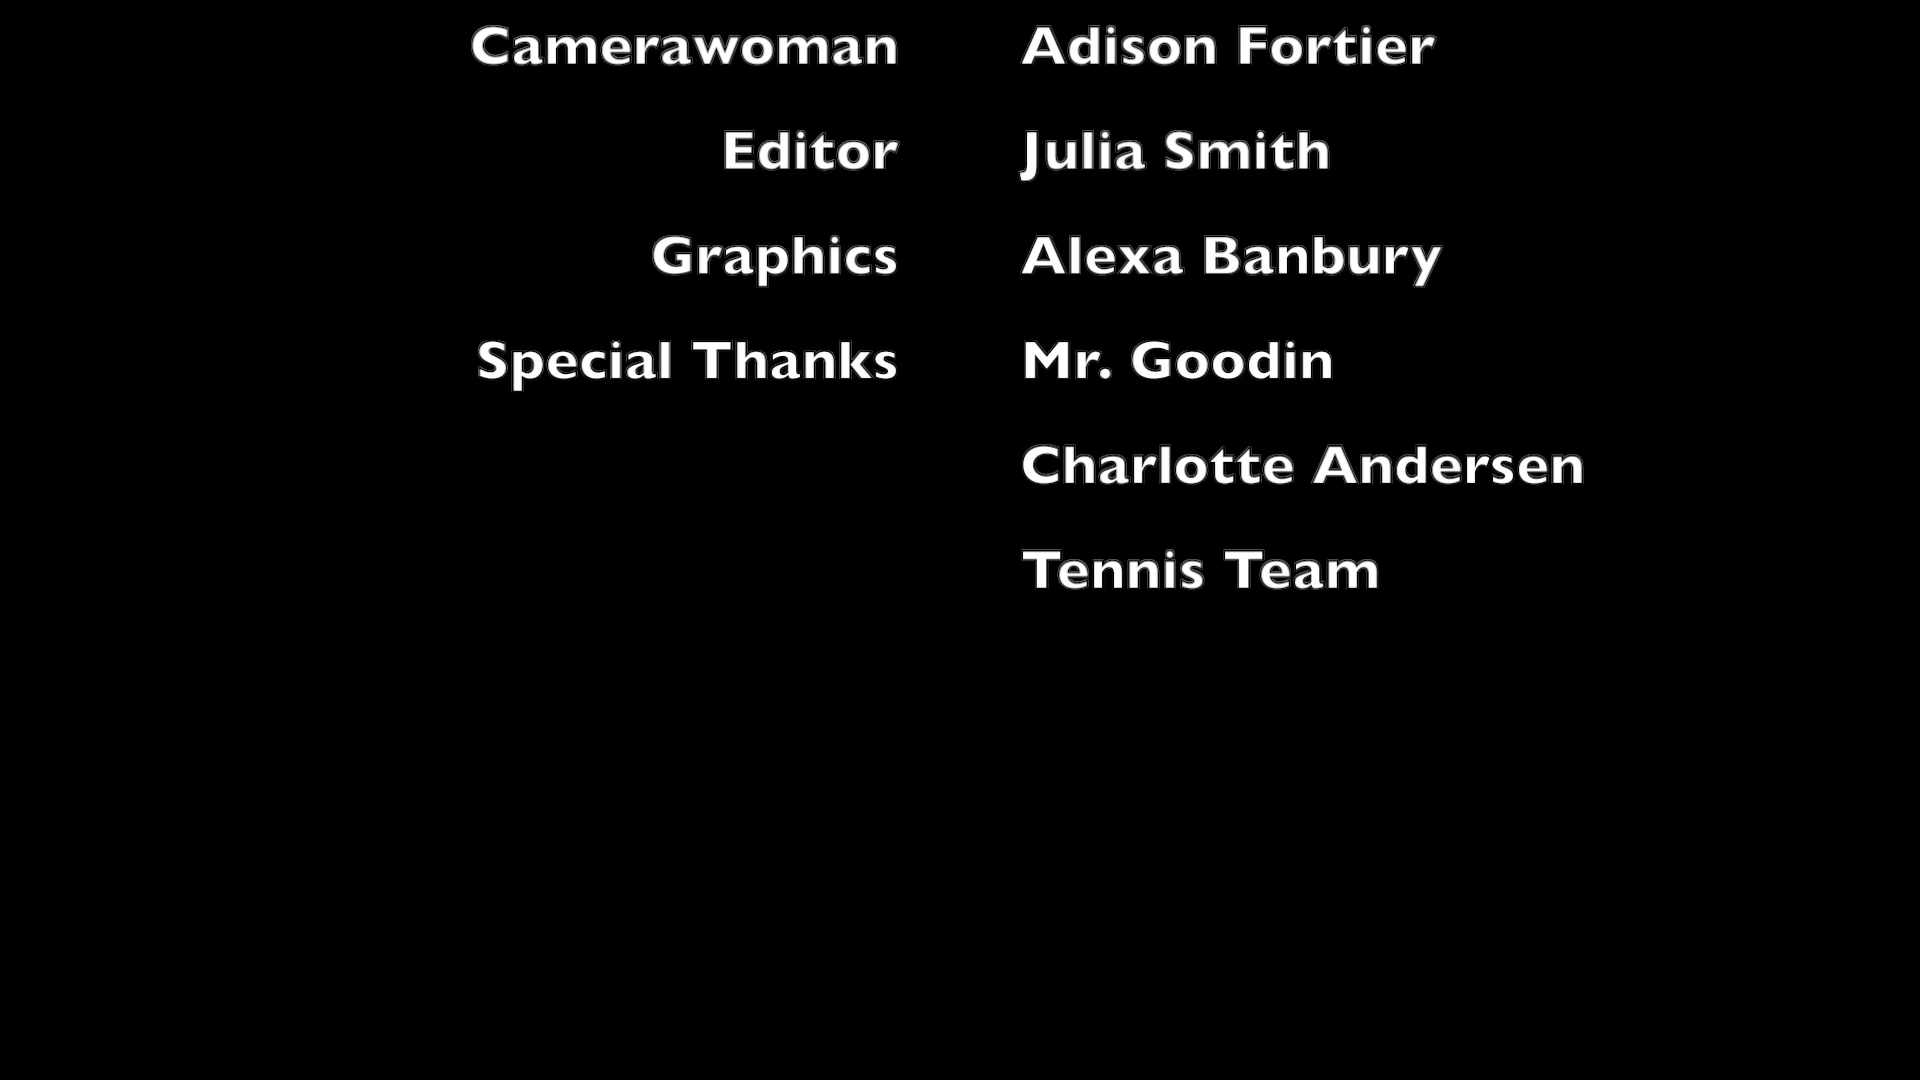 Camerawoman Adison Fortier
Editor Julia Smith
Graphics Alexa Banbury
Special Thanks Mr. Goodin
Charlotte Andersen
Tennis Team